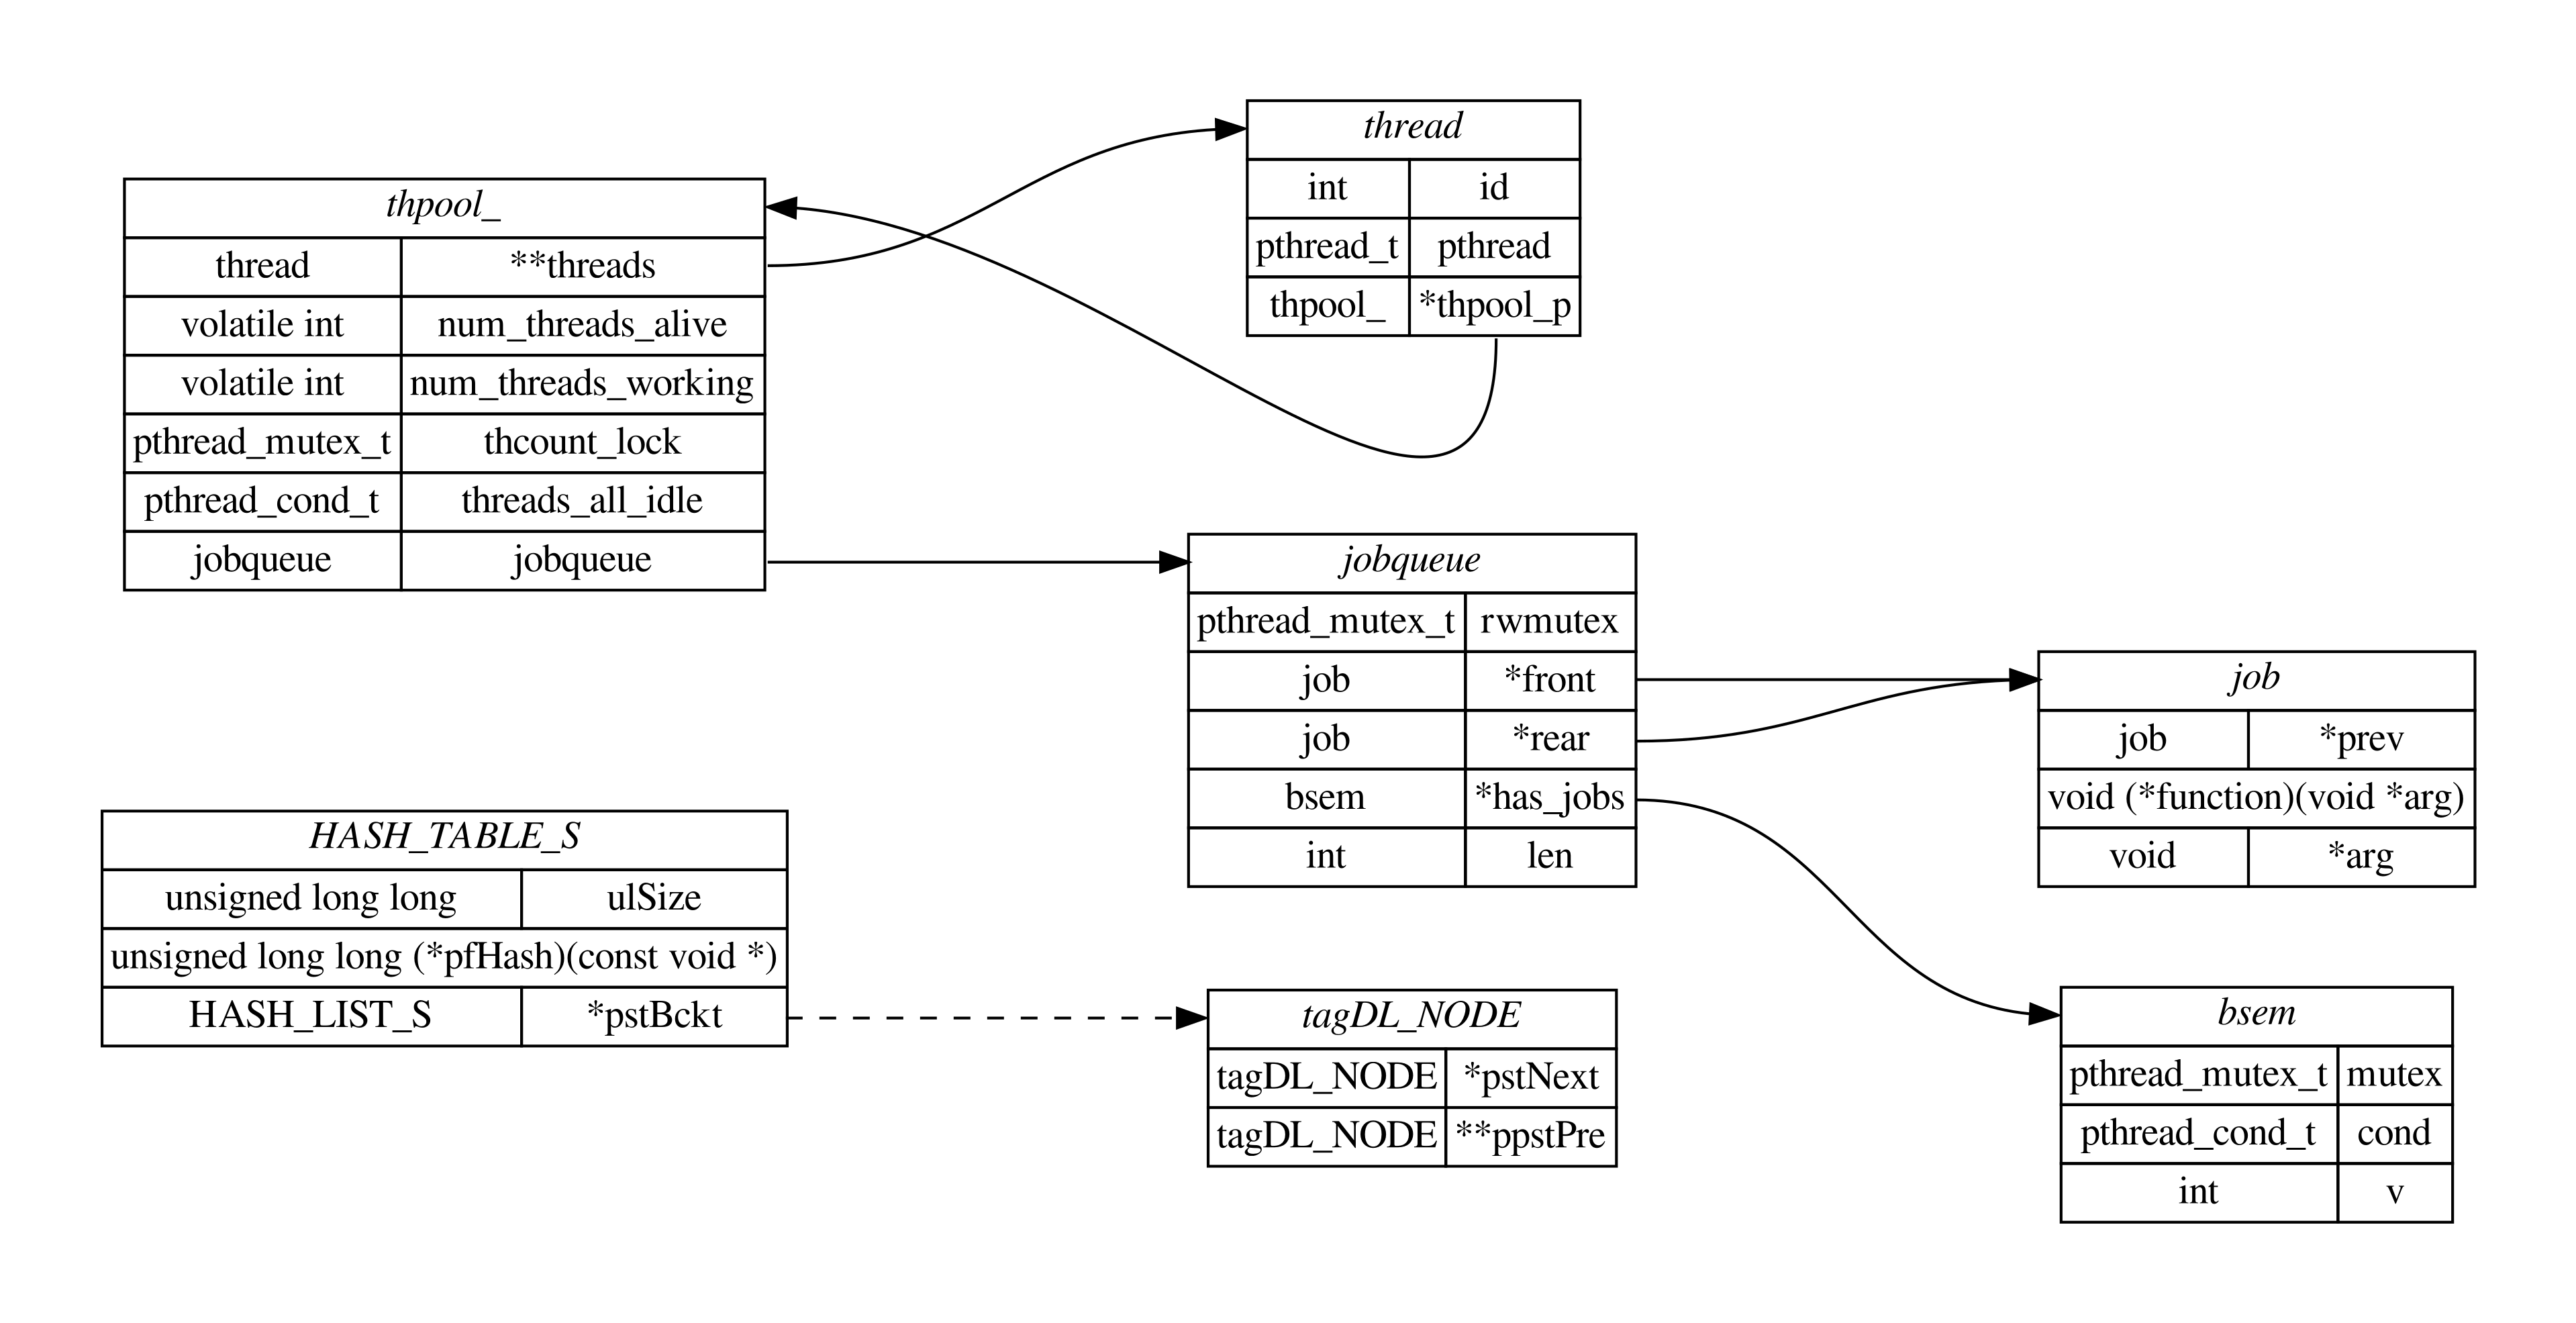 thpool_
thread **threads
volatile int num_threads_alive
volatile int num_threads_working
pthread_mutex_t thcount_lock
pthread_cond_t threads_all_idle
jobqueue jobqueue
thread
int id
pthread_t pthread
thpool_ *thpool_p
jobqueue
pthread_mutex_t rwmutex
job *front
job *rear
bsem *has_jobs
int len
job
job *prev
void (*function)(void *arg)
void *arg
HASH_TABLE_S
unsigned long long ulSize
unsigned long long (*pfHash)(const void *)
HASH_LIST_S *pstBckt
tagDL_NODE
tagDL_NODE *pstNext
tagDL_NODE **ppstPre
bsem
pthread_mutex_t mutex
pthread_cond_t cond
int v